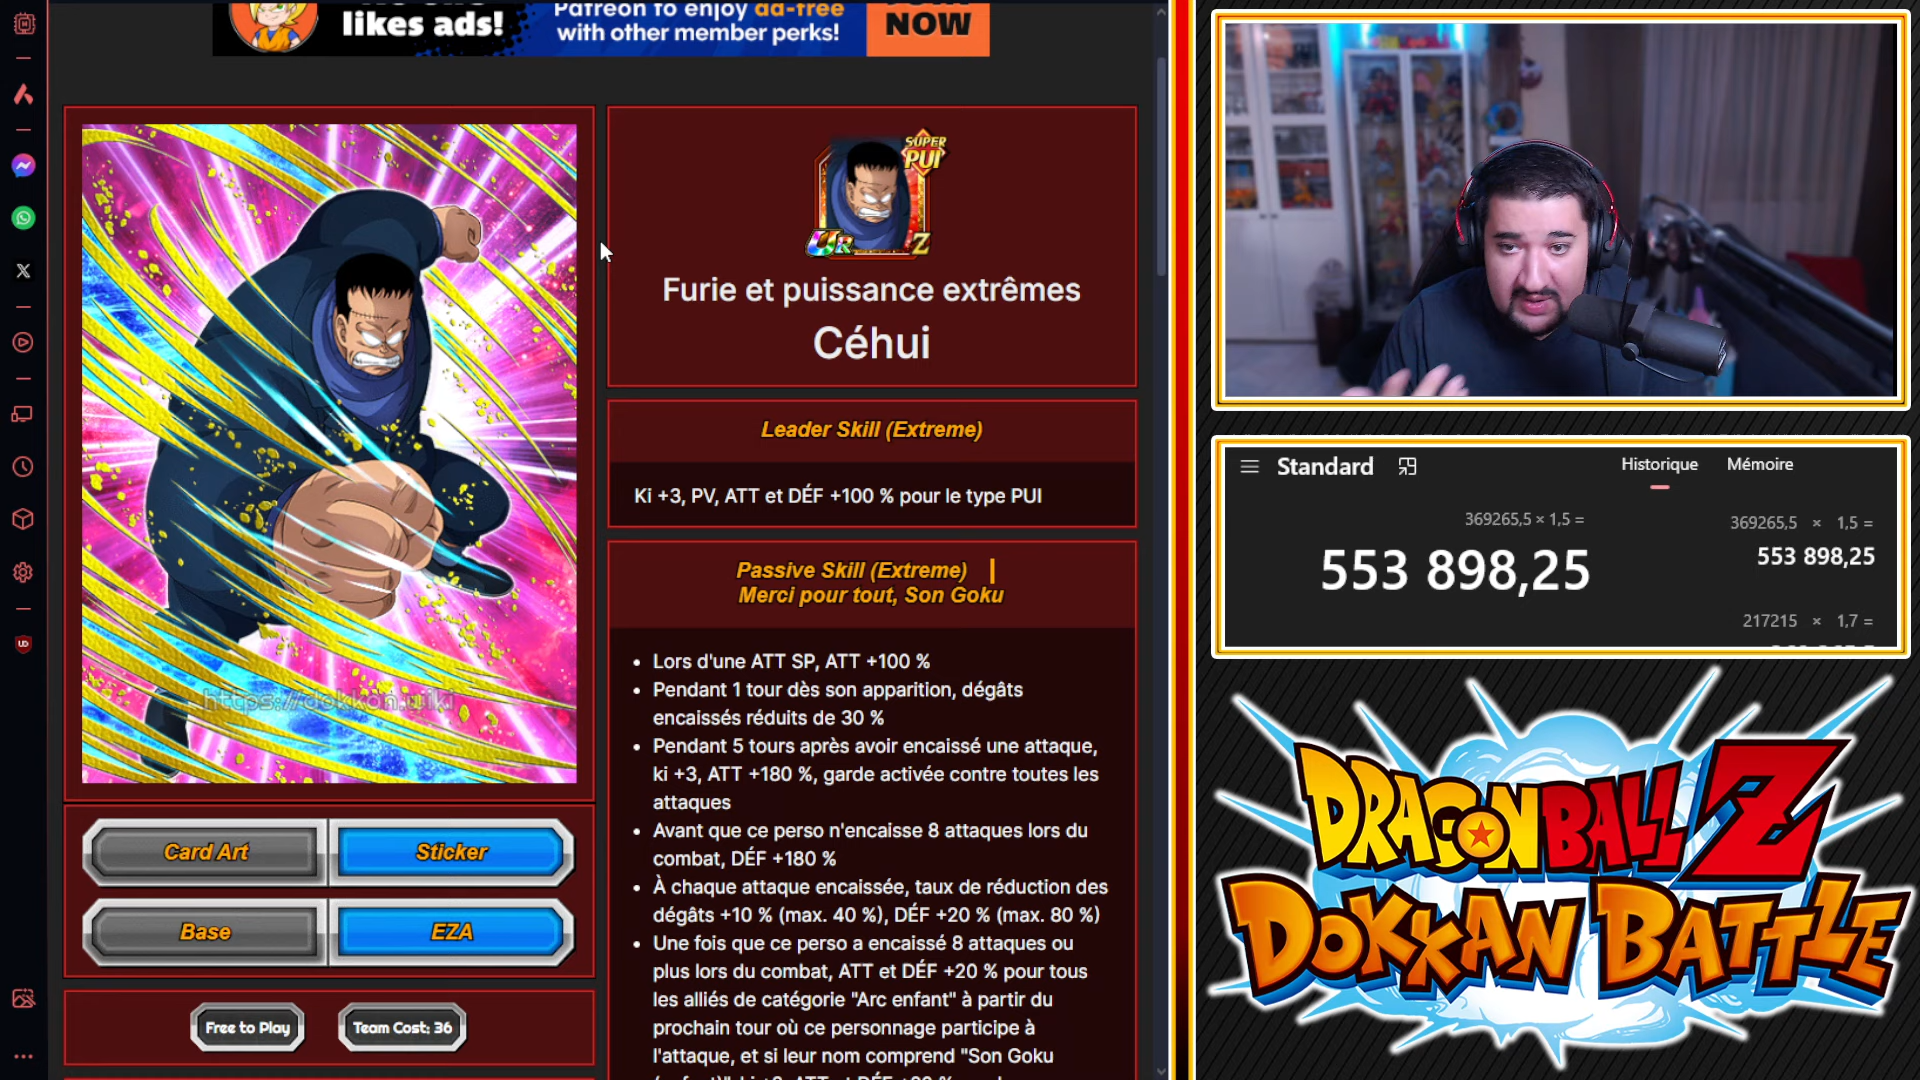 likes ads!
Patreon to enjoy ad-free
with other member perks!
NOW
SUPER
PUI
UR
Z
Furie et puissance extrêmes
Céhui
Leader Skill (Extreme)
Ki +3, PV, ATT et DÉF +100 % pour le type PUI
Passive Skill (Extreme) |
Merci pour tout, Son Goku
• Lors d'une ATT SP, ATT +100 %
• Pendant 1 tour dès son apparition, dégâts
encaissés réduits de 30 %
• Pendant 5 tours après avoir encaissé une attaque,
ki +3, ATT +180 %, garde activée contre toutes les
attaques
• Avant que ce perso n'encaisse 8 attaques lors du
combat, DÉF +180 %
• À chaque attaque encaissée, taux de réduction des
dégâts +10 % (max. 40 %), DÉF +20 % (max. 80 %)
• Une fois que ce perso a encaissé 8 attaques ou
plus lors du combat, ATT et DÉF +20 % pour tous
les alliés de catégorie "Arc enfant" à partir du
prochain tour où ce personnage participe à
l'attaque, et si leur nom comprend "Son Goku
https://dokkan.wiki
Card Art
Sticker
Base
EZA
Free to Play
Team Cost: 36
UD
Standard
Historique
Mémoire
369265,5 × 1,5 =
553 898,25
369265,5 × 1,5 =
553 898,25
217215 × 1,7 =
DRAGON BALL Z
DOKKAN BATTLE